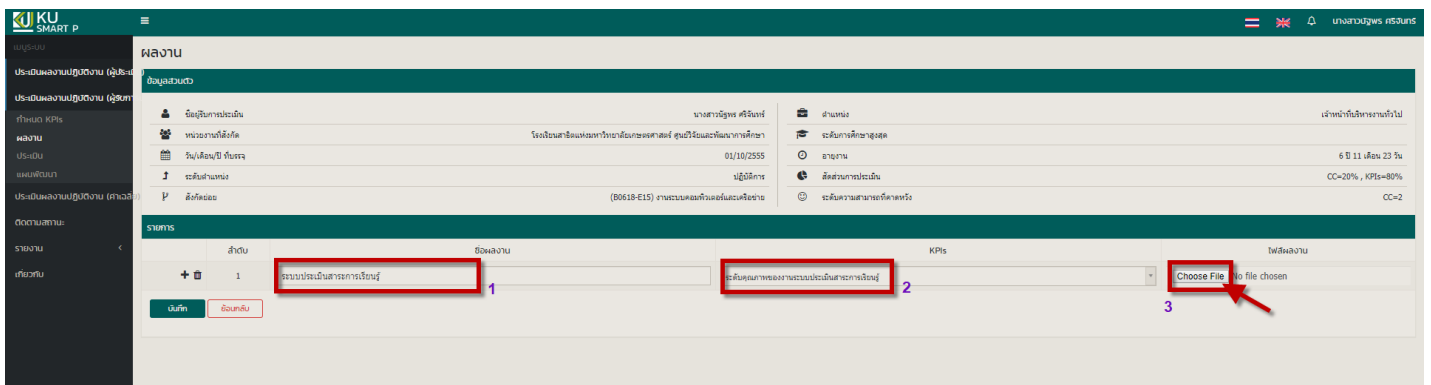 KU
SMART P
นางสาวณัฐพร ศรีจันทร์
เมนูระบบ
ผลงาน
ประเมินผลงานปฏิบัติงาน (ผู้ประเมิน)
ข้อมูลส่วนตัว
ประเมินผลงานปฏิบัติงาน (ผู้รับกา
กำหนด KPIs
ชื่อผู้รับการประเมิน
นางสาวณัฐพร ศรีจันทร์
ตำแหน่ง
เจ้าหน้าที่บริหารงานทั่วไป
ผลงาน
หน่วยงานที่สังกัด
โรงเรียนสาธิตแห่งมหาวิทยาลัยเกษตรศาสตร์ ศูนย์วิจัยและพัฒนาการศึกษา
ระดับการศึกษาสูงสุด
ประเมิน
วัน/เดือน/ปี ที่บรรจุ
01/10/2555
อายุงาน
6 ปี 11 เดือน 23 วัน
แผนพัฒนา
ระดับตำแหน่ง
ปฏิบัติการ
สัดส่วนการประเมิน
CC=20% , KPIs=80%
ประเมินผลงานปฏิบัติงาน (ค่าเฉลี่ย)
สังกัดย่อย
(B0618-E15) งานระบบคอมพิวเตอร์และเครือข่าย
ระดับความสามารถที่คาดหวัง
CC=2
ติดตามสถานะ
รายการ
รายงาน
ลำดับ
ชื่อผลงาน
KPIs
ไฟล์ผลงาน
เกี่ยวกับ
1
ระบบประเมินสาระการเรียนรู้
ระดับคุณภาพของงานระบบประเมินสาระการเรียนรู้
Choose File No file chosen
1
2
3
บันทึก
ย้อนกลับ